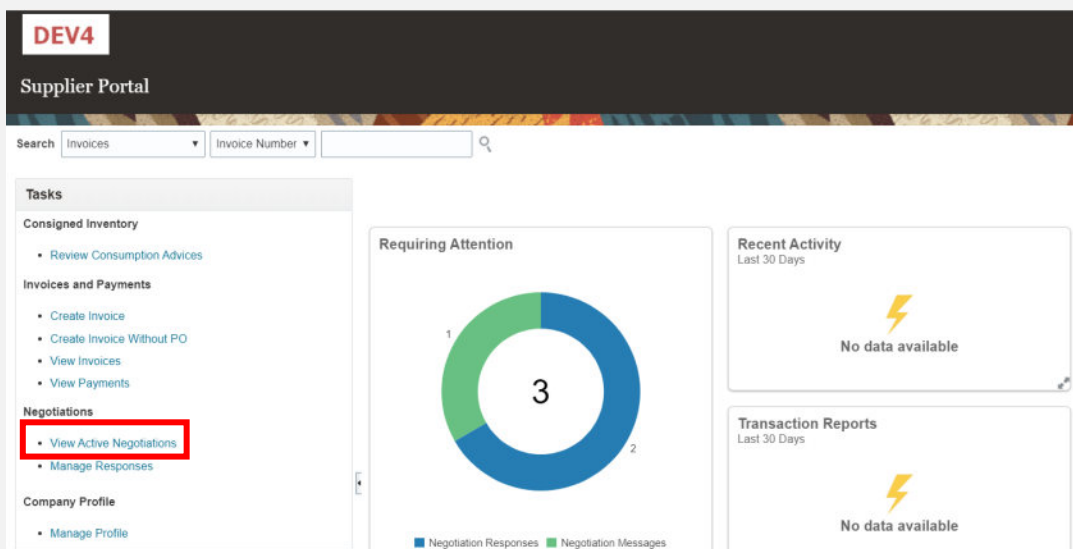 DEV4
Supplier Portal
Search Invoices Invoice Number
Tasks
Consigned Inventory
Review Consumption Advices
Invoices and Payments
Create Invoice
Create Invoice Without PO
View Invoices
View Payments
Negotiations
View Active Negotiations
Manage Responses
Company Profile
Manage Profile
Requiring Attention
1
3
2
Negotiation Responses Negotiation Messages
Recent Activity
Last 30 Days
No data available
Transaction Reports
Last 30 Days
No data available